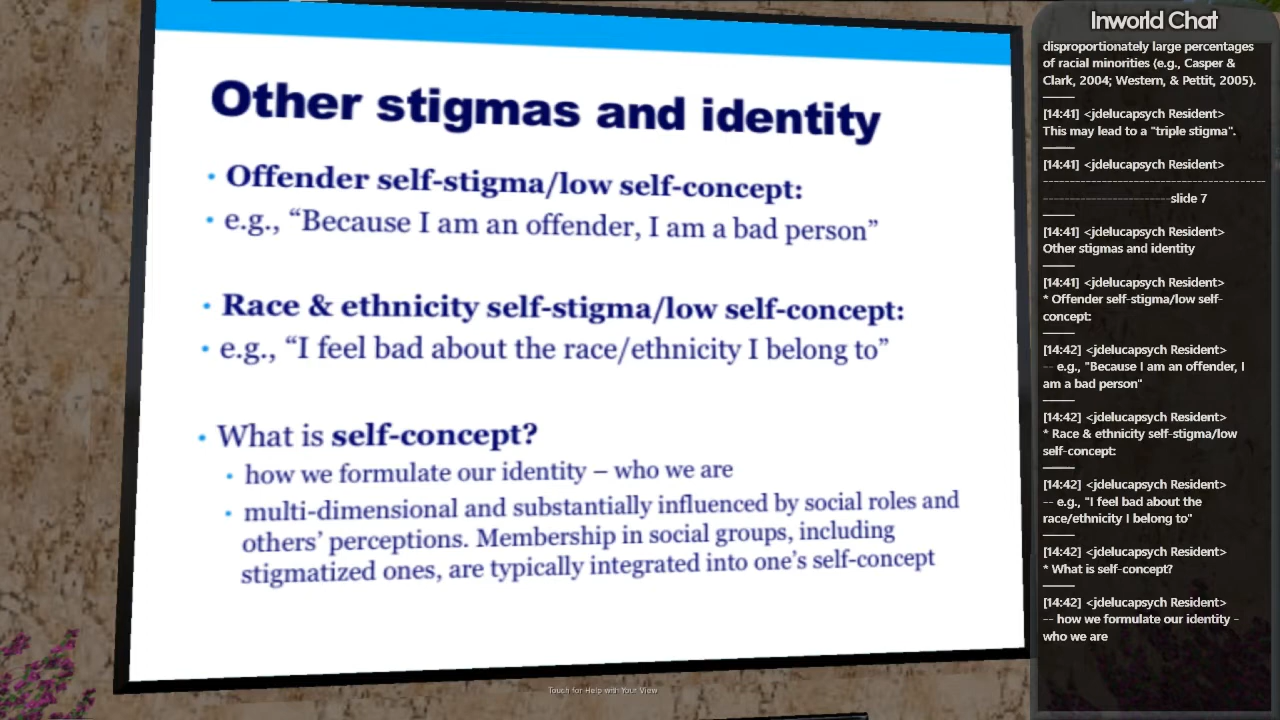 Other stigmas and identity
• Offender self-stigma/low self-concept:
• e.g., “Because I am an offender, I am a bad person”
• Race & ethnicity self-stigma/low self-concept:
• e.g., “I feel bad about the race/ethnicity I belong to”
• What is self-concept?
• how we formulate our identity – who we are
• multi-dimensional and substantially influenced by social roles and
others’ perceptions. Membership in social groups, including
stigmatized ones, are typically integrated into one’s self-concept
Touch for Help with Your View
Inworld Chat
disproportionately large percentages
of racial minorities (e.g., Casper &
Clark, 2004; Western, & Pettit, 2005).
[14:41] <jdelucapsych Resident>
This may lead to a "triple stigma".
[14:41] <jdelucapsych Resident>
--------------------------------------------------
-----------------------------slide 7
[14:41] <jdelucapsych Resident>
Other stigmas and identity
[14:41] <jdelucapsych Resident>
* Offender self-stigma/low self-
concept:
[14:42] <jdelucapsych Resident>
-- e.g., "Because I am an offender, I
am a bad person"
[14:42] <jdelucapsych Resident>
* Race & ethnicity self-stigma/low
self-concept:
[14:42] <jdelucapsych Resident>
-- e.g., "I feel bad about the
race/ethnicity I belong to"
[14:42] <jdelucapsych Resident>
* What is self-concept?
[14:42] <jdelucapsych Resident>
-- how we formulate our identity -
who we are